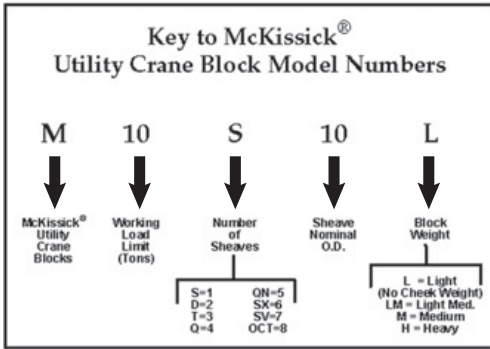 Key to McKissick®
Utility Crane Block Model Numbers
M 10 S 10 L
McKissick®
Utility
Crane
Blocks
Working
Load
Limit
(Tons)
Number
of
Sheaves
S=1 QN=5
D=2 SX=6
T=3 SV=7
Q=4 OCT=8
Sheave
Nominal
O.D.
Block
Weight
L = Light
(No Cheek Weight)
LM = Light Med.
M = Medium
H = Heavy